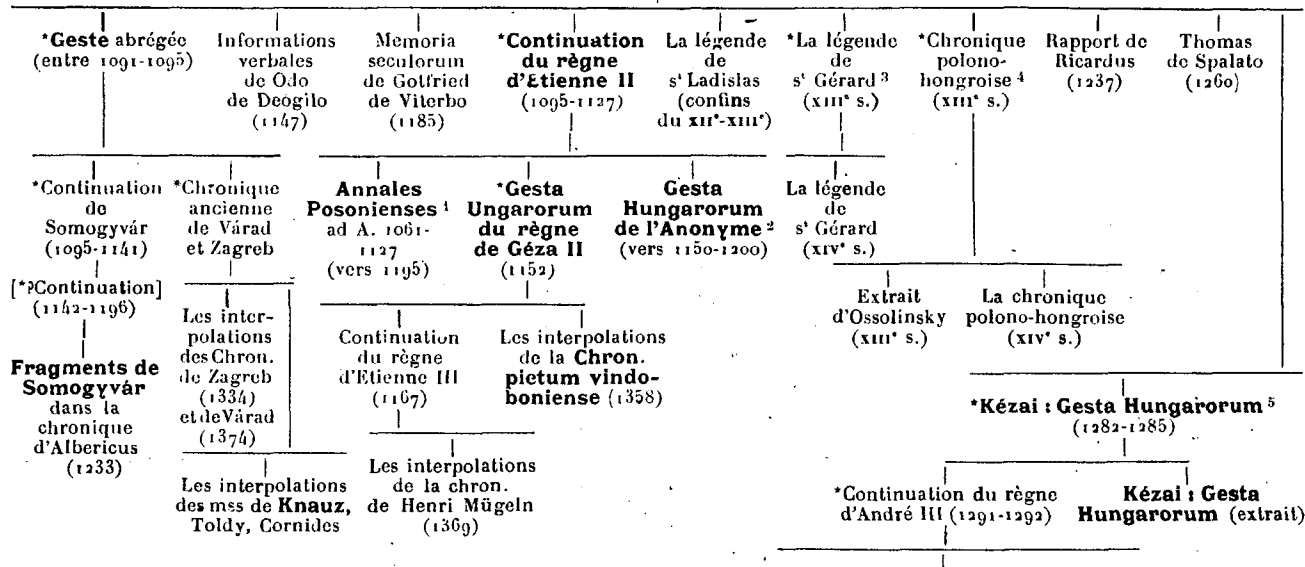 *Geste abrégée
(entre 1091-1095)
Informations
verbales
de Odo
de Deogilo
(1147)
Memoria
seculorum
de Gotfried
de Viterbo
(1185)
*Continuation
du règne
d'Étienne II
(1095-1127)
La légende
de
sᵗ Ladislas
(confins
du XIIᵉ-XIIIᵉ)
*La légende
de
sᵗ Gérard ³
(XIIIᵉ s.)
*Chronique
polono-
hongroise ⁴
(XIIIᵉ s.)
Rapport de
Ricardus
(1237)
Thomas
de Spalato
(1260)
*Continuation
de
Somogyvár
(1095-1141)
*Chronique
ancienne
de Várad
et Zagreb
Annales
Posonienses ¹
ad A. 1061-
1127
(vers 1195)
*Gesta
Ungarorum
du règne
de Géza II
(1152)
Gesta
Hungarorum
de l'Anonyme ²
(vers 1150-1200)
La légende
de
sᵗ Gérard
(XIVᵉ s.)
[*?Continuation]
(1142-1196)
Les inter-
polations
des Chron.
de Zagreb
(1334)
et de Várad
(1374)
Continuation
du règne
d'Etienne III
(1167)
Les interpolations
de la Chron.
pictum vindo-
boniense (1358)
Extrait
d'Ossolinsky
(XIIIᵉ s.)
La chronique
polono-hongroise
(XIVᵉ s.)
Fragments de
Somogyvár
dans la
chronique
d'Albericus
(1233)
*Kézai : Gesta Hungarorum ⁵
(1282-1285)
Les interpolations
des mss de Knauz,
Toldy, Cornides
Les interpolations
de la chron.
de Henri Mügeln
(1369)
*Continuation du règne
d'André III (1291-1292)
Kézai : Gesta
Hungarorum (extrait)